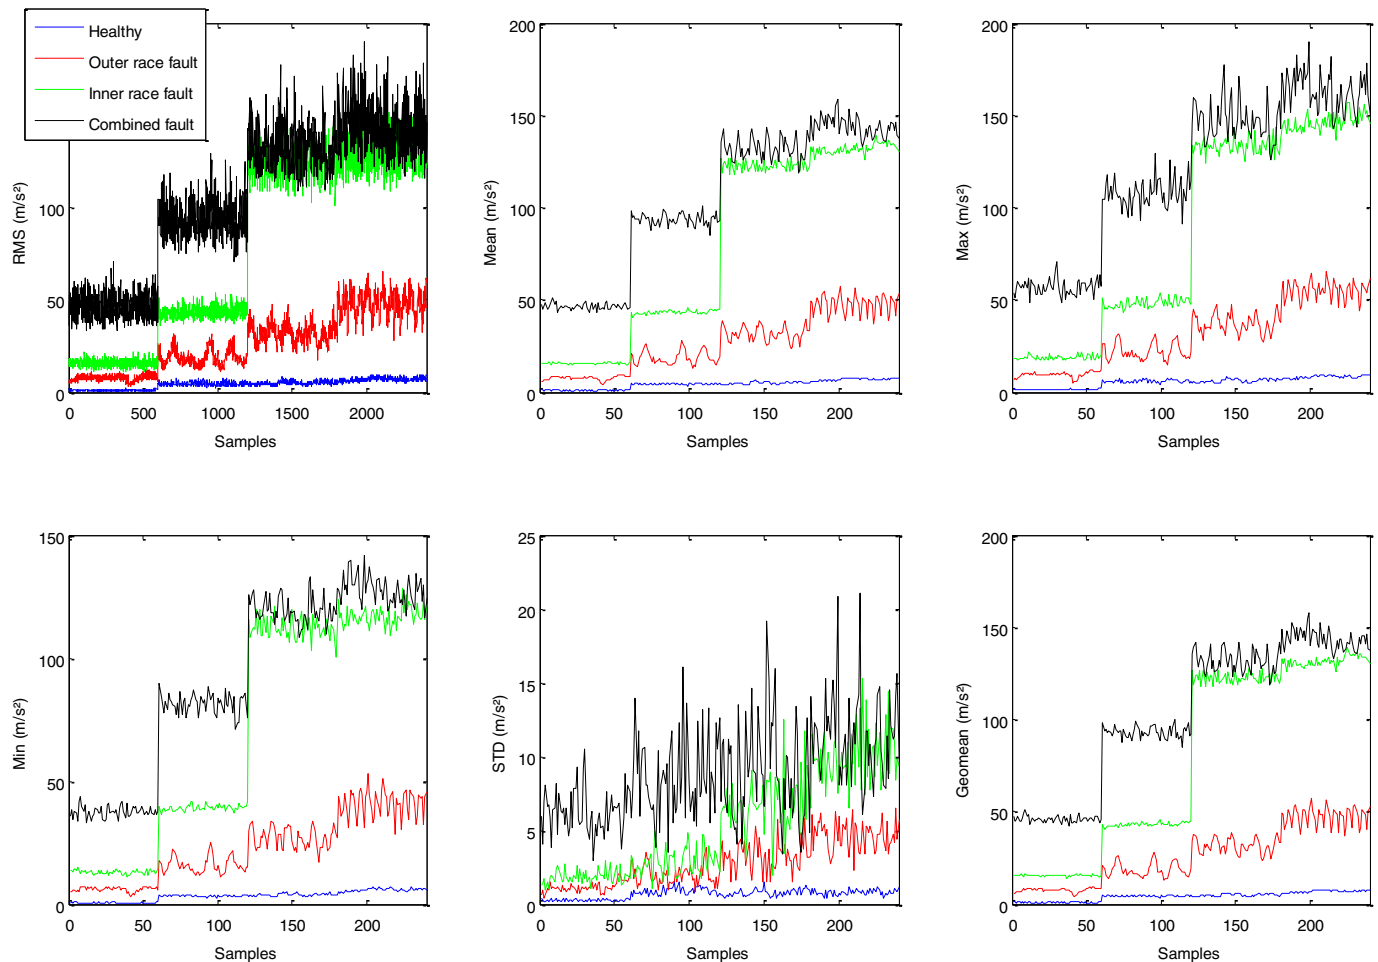 Healthy
Outer race fault
Inner race fault
Combined fault
RMS (m/s²)
100
50
0
0 500 1000 1500 2000
Samples
Mean (m/s²)
200
150
100
50
0
0 50 100 150 200
Samples
Max (m/s²)
200
150
100
50
0
0 50 100 150 200
Samples
Min (m/s²)
150
100
50
0
0 50 100 150 200
Samples
STD (m/s²)
25
20
15
10
5
0
0 50 100 150 200
Samples
Geomean (m/s²)
200
150
100
50
0
0 50 100 150 200
Samples